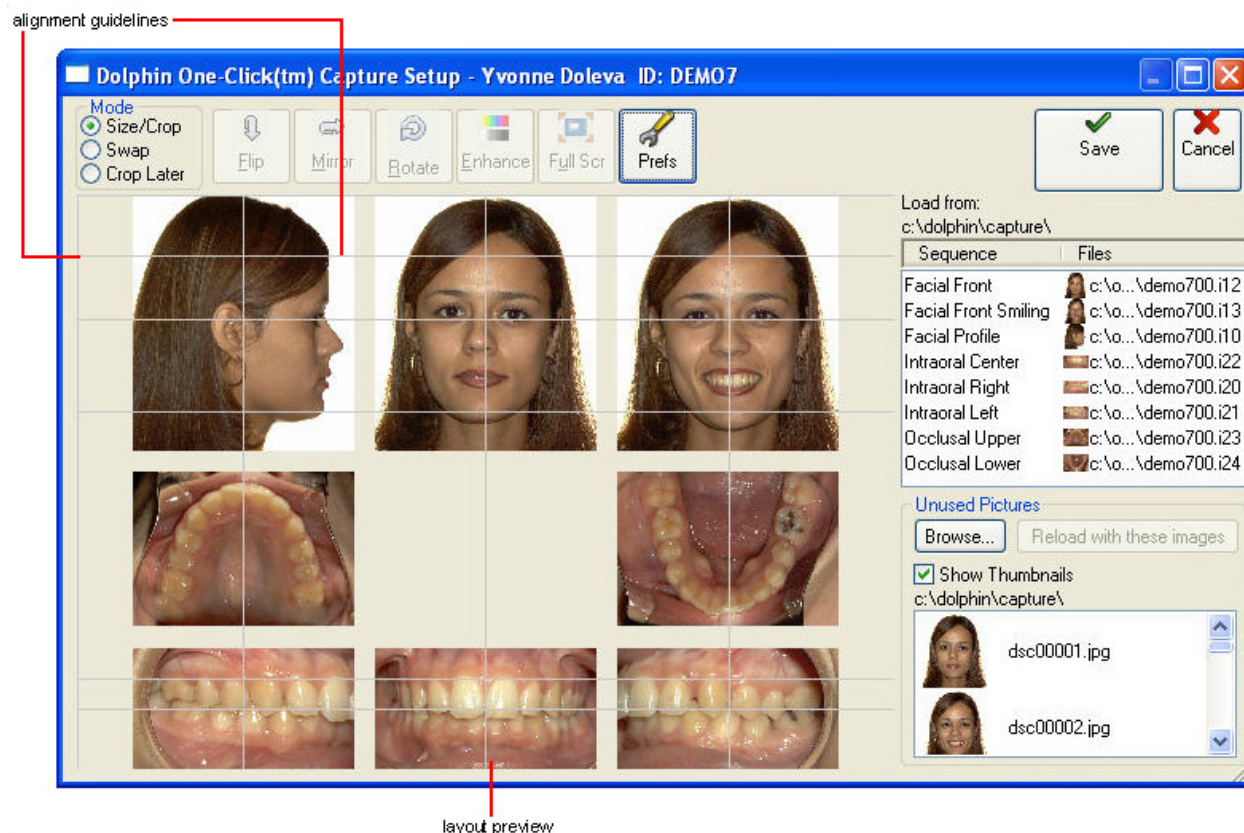 alignment guidelines
Dolphin One-Click(tm) Capture Setup - Yvonne Doleva ID: DEMO7
Mode
Size/Crop
Swap
Crop Later
Flip
Mirror
Rotate
Enhance
Full Scr
Prefs
Save
Cancel
Load from:
c:\dolphin\capture\
Sequence Files
Facial Front c:\o...\demo700.i12
Facial Front Smiling c:\o...\demo700.i13
Facial Profile c:\o...\demo700.i10
Intraoral Center c:\o...\demo700.i22
Intraoral Right c:\o...\demo700.i20
Intraoral Left c:\o...\demo700.i21
Occlusal Upper c:\o...\demo700.i23
Occlusal Lower c:\o...\demo700.i24
Unused Pictures
Browse... Reload with these images
Show Thumbnails
c:\dolphin\capture\
dsc00001.jpg
dsc00002.jpg
layout preview